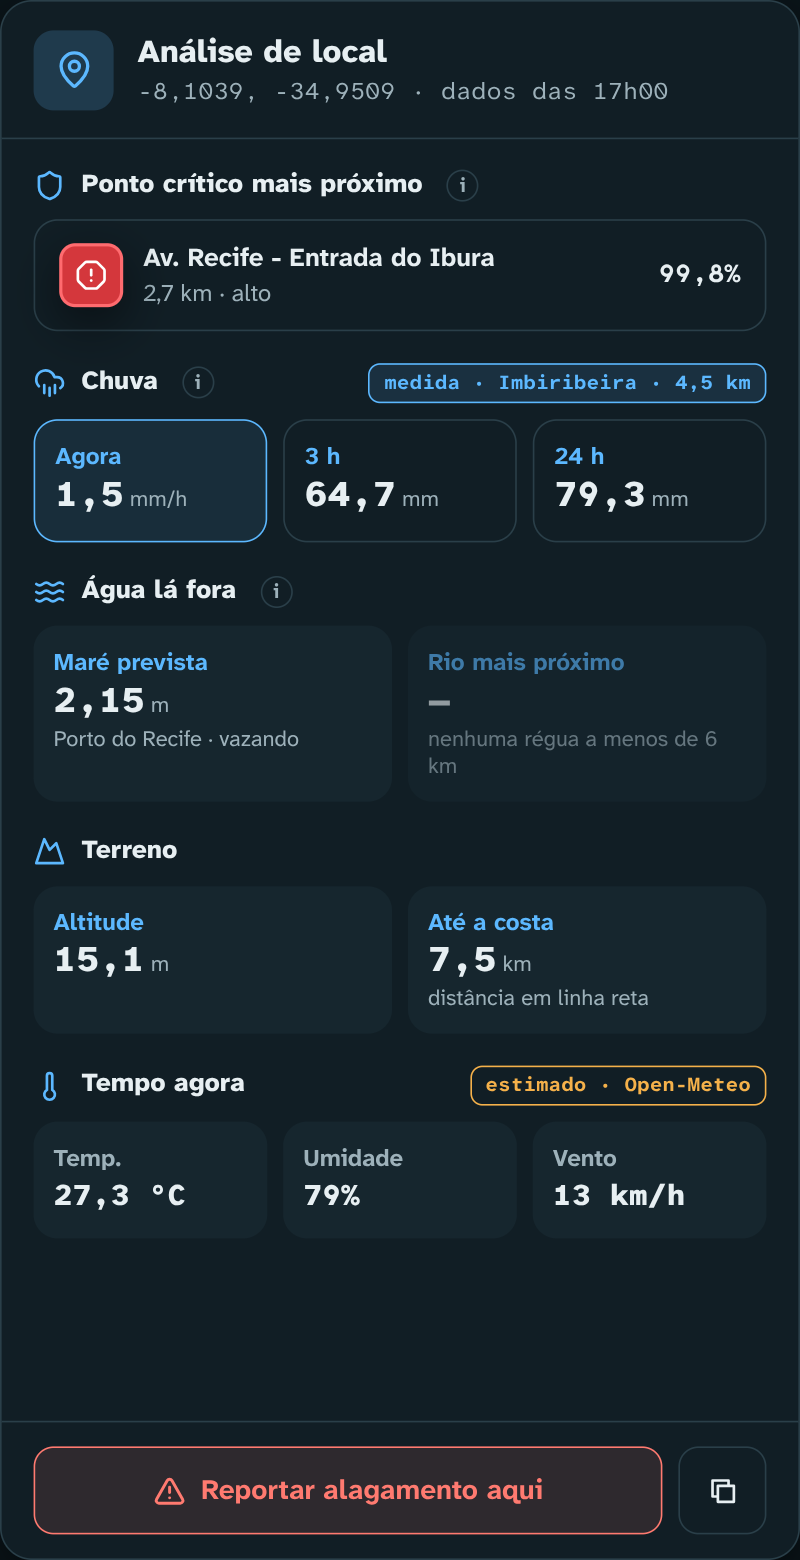 Análise de local
-8,1039, -34,9509 · dados das 17h00
Ponto crítico mais próximo i
Av. Recife - Entrada do Ibura
2,7 km · alto
99,8%
Chuva i
medida · Imbiribeira · 4,5 km
Agora
1,5 mm/h
3 h
64,7 mm
24 h
79,3 mm
Água lá fora i
Maré prevista
2,15 m
Porto do Recife · vazando
Rio mais próximo
—
nenhuma régua a menos de 6
km
Terreno
Altitude
15,1 m
Até a costa
7,5 km
distância em linha reta
Tempo agora
estimado · Open-Meteo
Temp.
27,3 °C
Umidade
79%
Vento
13 km/h
Reportar alagamento aqui